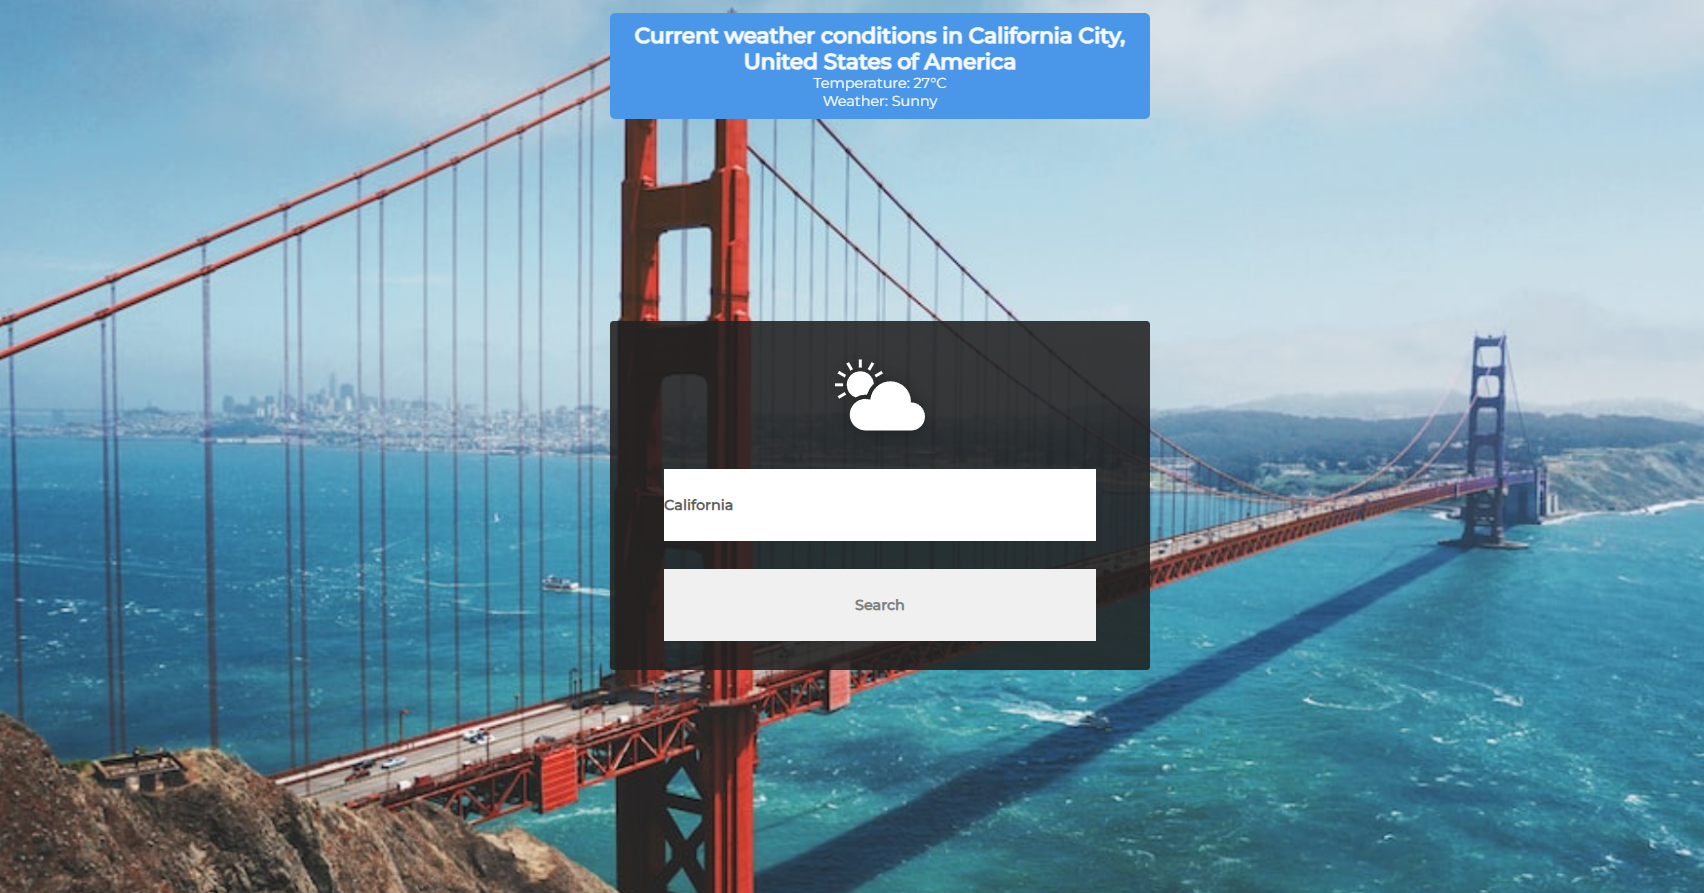 Current weather conditions in California City,
United States of America
Temperature: 27°C
Weather: Sunny
California
Search